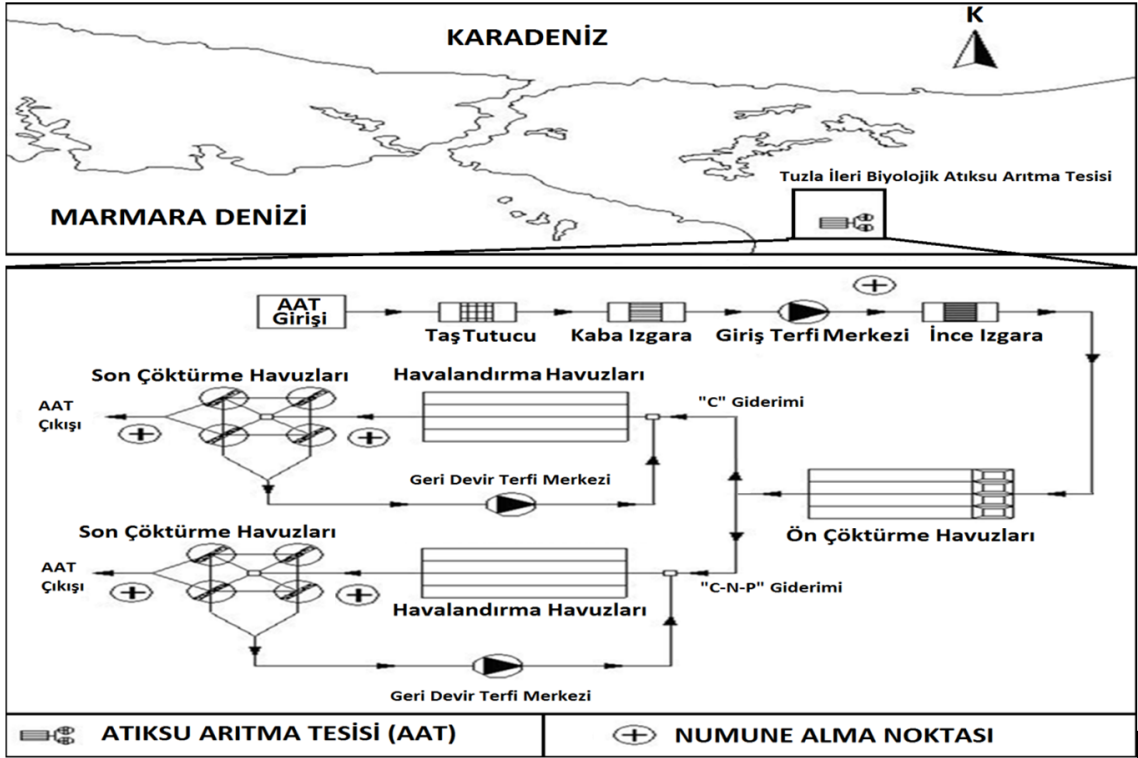 KARADENİZ
K
Tuzla İleri Biyolojik Atıksu Arıtma Tesisi
MARMARA DENİZİ
AAT
Girişi
Taş Tutucu
Kaba Izgara
Giriş Terfi Merkezi
İnce Izgara
Son Çöktürme Havuzları
Havalandırma Havuzları
"C" Giderimi
AAT
Çıkışı
Geri Devir Terfi Merkezi
Ön Çöktürme Havuzları
Son Çöktürme Havuzları
AAT
Çıkışı
"C-N-P" Giderimi
Havalandırma Havuzları
Geri Devir Terfi Merkezi
ATIKSU ARITMA TESİSİ (AAT)
NUMUNE ALMA NOKTASI